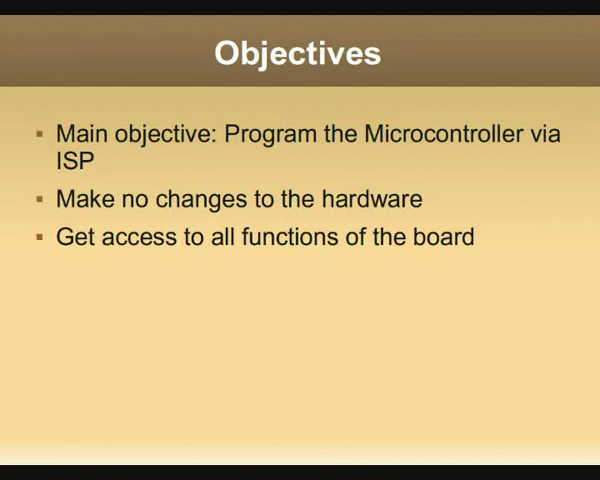 Objectives
Main objective: Program the Microcontroller via
ISP
Make no changes to the hardware
Get access to all functions of the board